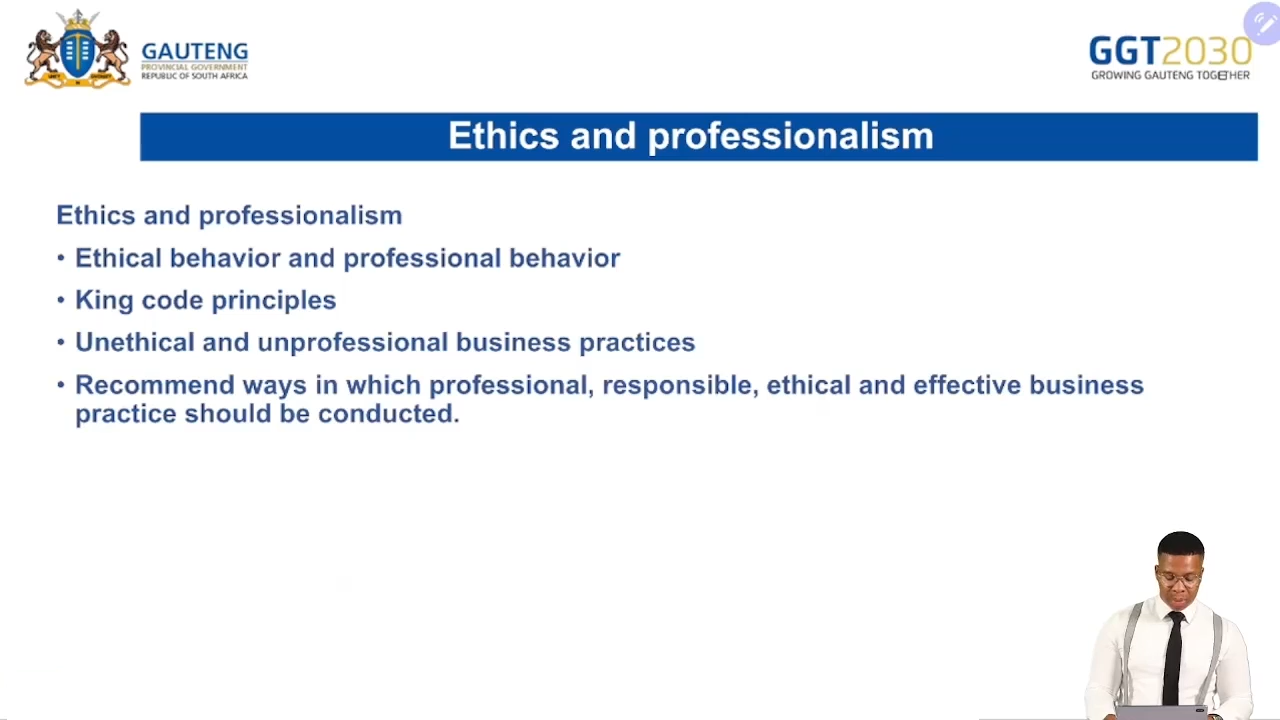 GAUTENG
PROVINCIAL GOVERNMENT
REPUBLIC OF SOUTH AFRICA
GGT2030
GROWING GAUTENG TOGETHER
Ethics and professionalism
Ethics and professionalism
• Ethical behavior and professional behavior
• King code principles
• Unethical and unprofessional business practices
• Recommend ways in which professional, responsible, ethical and effective business
practice should be conducted.